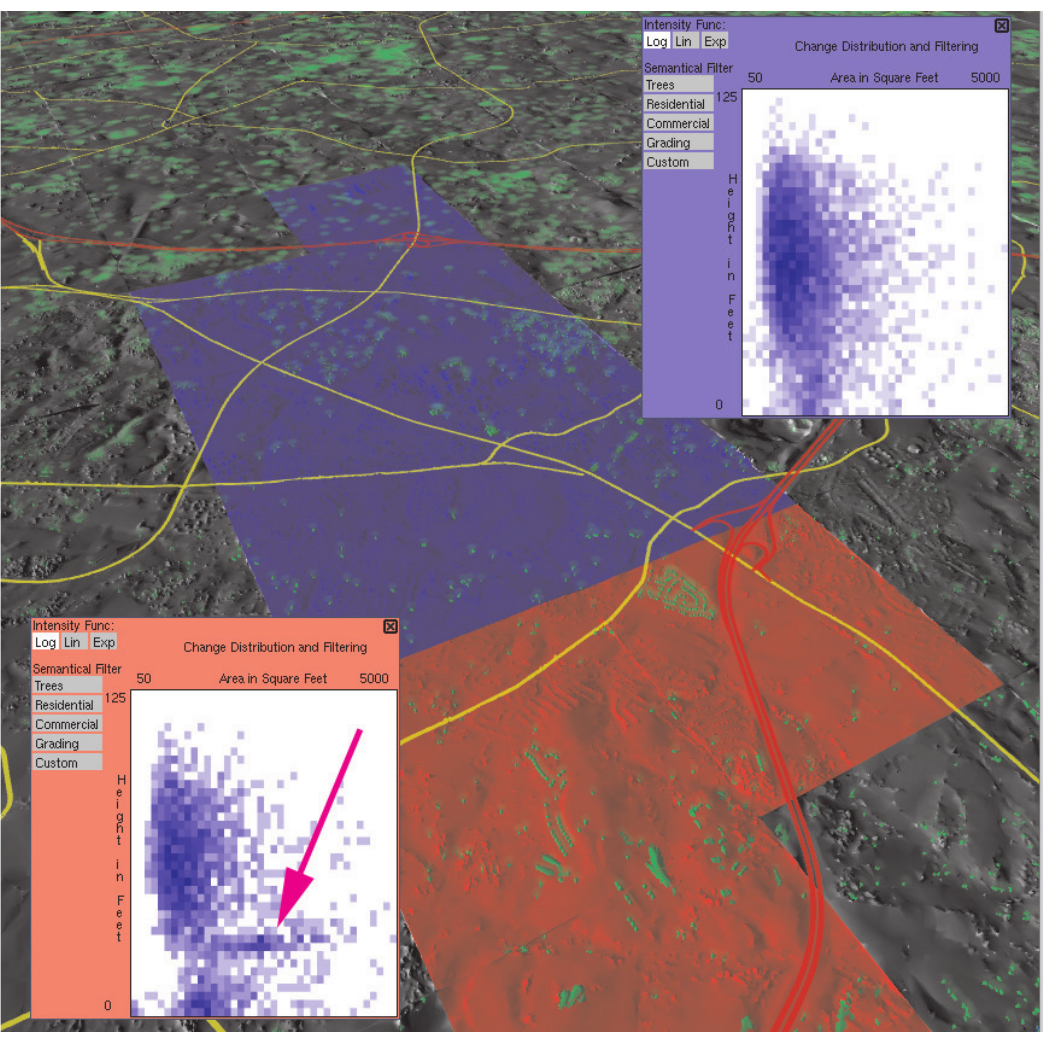 Intensity Func:
Log Lin Exp
Change Distribution and Filtering
Semantical Filter
50 Area in Square Feet 5000
Trees
125
Residential
Commercial
Grading
Custom
Height in Feet
0
Intensity Func:
Log Lin Exp
Change Distribution and Filtering
Semantical Filter
50 Area in Square Feet 5000
Trees
125
Residential
Commercial
Grading
Custom
Height in Feet
0